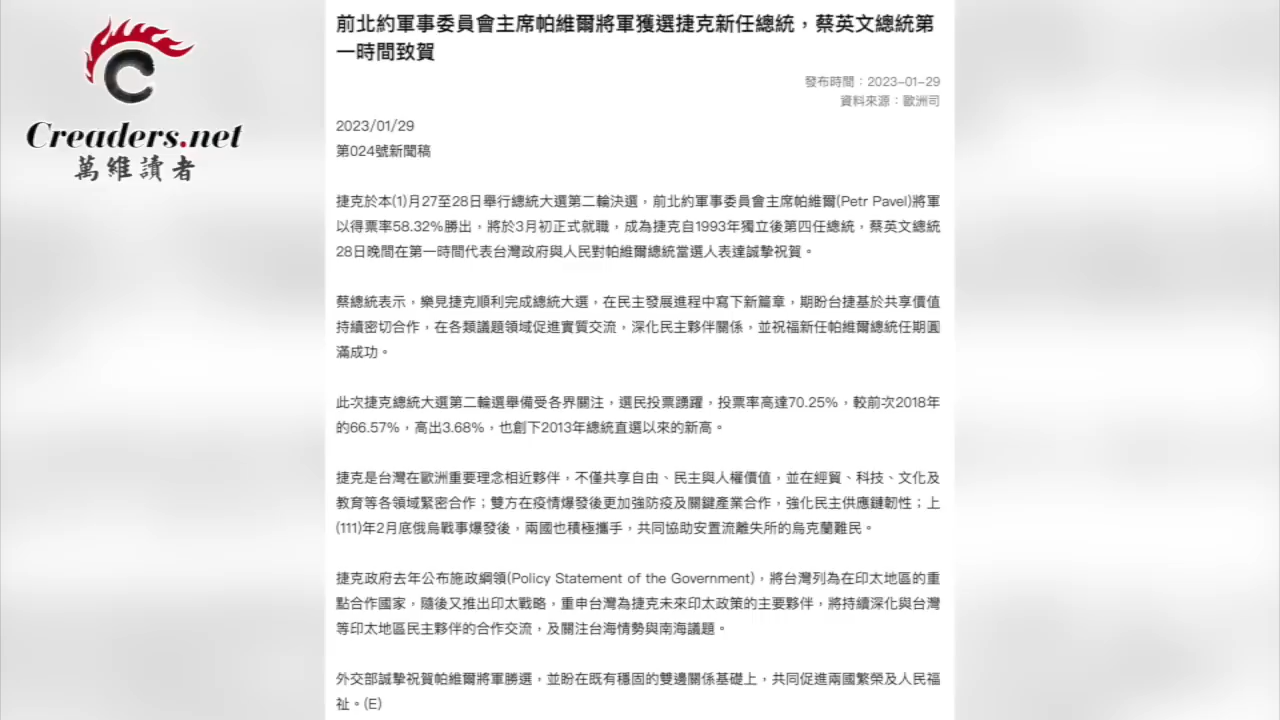 Creaders.net
萬維讀者
前北約軍事委員會主席帕維爾將軍獲選捷克新任總統，蔡英文總統第
一時間致賀
發布時間：2023-01-29
資料來源：歐洲司
2023/01/29
第024號新聞稿
捷克於本(1)月27至28日舉行總統大選第二輪決選，前北約軍事委員會主席帕維爾(Petr Pavel)將軍
以得票率58.32%勝出，將於3月初正式就職，成為捷克自1993年獨立後第四任總統，蔡英文總統
28日晚間在第一時間代表台灣政府與人民對帕維爾總統當選人表達誠摯祝賀。
蔡總統表示，樂見捷克順利完成總統大選，在民主發展進程中寫下新篇章，期盼台捷基於共享價值
持續密切合作，在各類議題領域促進實質交流，深化民主夥伴關係，並祝福新任帕維爾總統任期圓
滿成功。
此次捷克總統大選第二輪選舉備受各界關注，選民投票踴躍，投票率高達70.25%，較前次2018年
的66.57%，高出3.68%，也創下2013年總統直選以來的新高。
捷克是台灣在歐洲重要理念相近夥伴，不僅共享自由、民主與人權價值，並在經貿、科技、文化及
教育等各領域緊密合作；雙方在疫情爆發後更加強防疫及關鍵產業合作，強化民主供應鏈韌性；上
(111)年2月底俄烏戰事爆發後，兩國也積極攜手，共同協助安置流離失所的烏克蘭難民。
捷克政府去年公布施政綱領(Policy Statement of the Government)，將台灣列為在印太地區的重
點合作國家，隨後又推出印太戰略，重申台灣為捷克未來印太政策的主要夥伴，將持續深化與台灣
等印太地區民主夥伴的合作交流，及關注台海情勢與南海議題。
外交部誠摯祝賀帕維爾將軍勝選，並盼在既有穩固的雙邊關係基礎上，共同促進兩國繁榮及人民福
祉。(E)